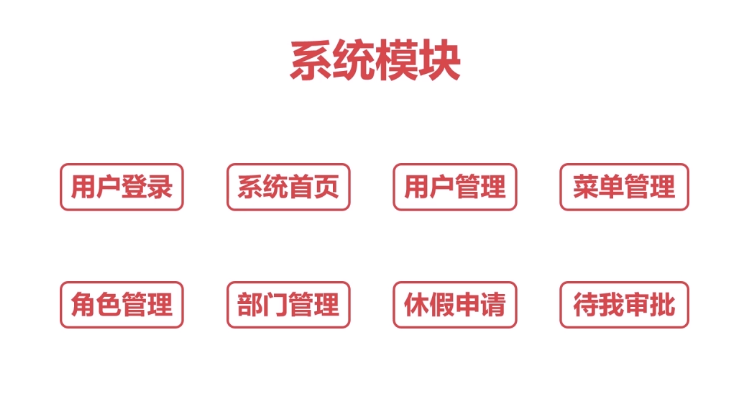 系统模块
用户登录
系统首页
用户管理
菜单管理
角色管理
部门管理
休假申请
待我审批